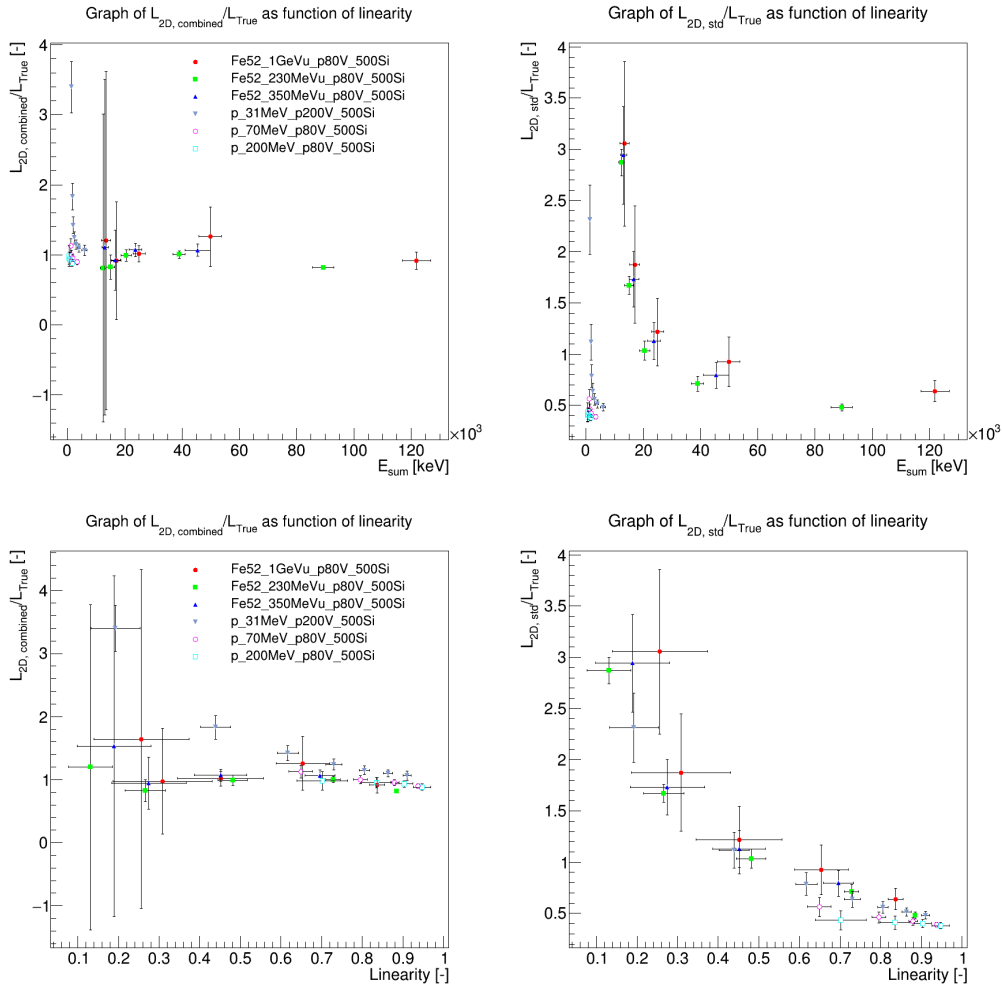 Graph of L2D, combined/LTrue as function of linearity
L2D, combined/LTrue [-]
4
3
2
1
0
−1
Fe52_1GeVu_p80V_500Si
Fe52_230MeVu_p80V_500Si
Fe52_350MeVu_p80V_500Si
p_31MeV_p200V_500Si
p_70MeV_p80V_500Si
p_200MeV_p80V_500Si
0 20 40 60 80 100 120
×10³
Esum [keV]
Graph of L2D, std/LTrue as function of linearity
L2D, std/LTrue [-]
4
3.5
3
2.5
2
1.5
1
0.5
0 20 40 60 80 100 120
×10³
Esum [keV]
Graph of L2D, combined/LTrue as function of linearity
L2D, combined/LTrue [-]
4
3
2
1
0
−1
Fe52_1GeVu_p80V_500Si
Fe52_230MeVu_p80V_500Si
Fe52_350MeVu_p80V_500Si
p_31MeV_p200V_500Si
p_70MeV_p80V_500Si
p_200MeV_p80V_500Si
0.1 0.2 0.3 0.4 0.5 0.6 0.7 0.8 0.9 1
Linearity [-]
Graph of L2D, std/LTrue as function of linearity
L2D, std/LTrue [-]
4
3.5
3
2.5
2
1.5
1
0.5
0.1 0.2 0.3 0.4 0.5 0.6 0.7 0.8 0.9 1
Linearity [-]